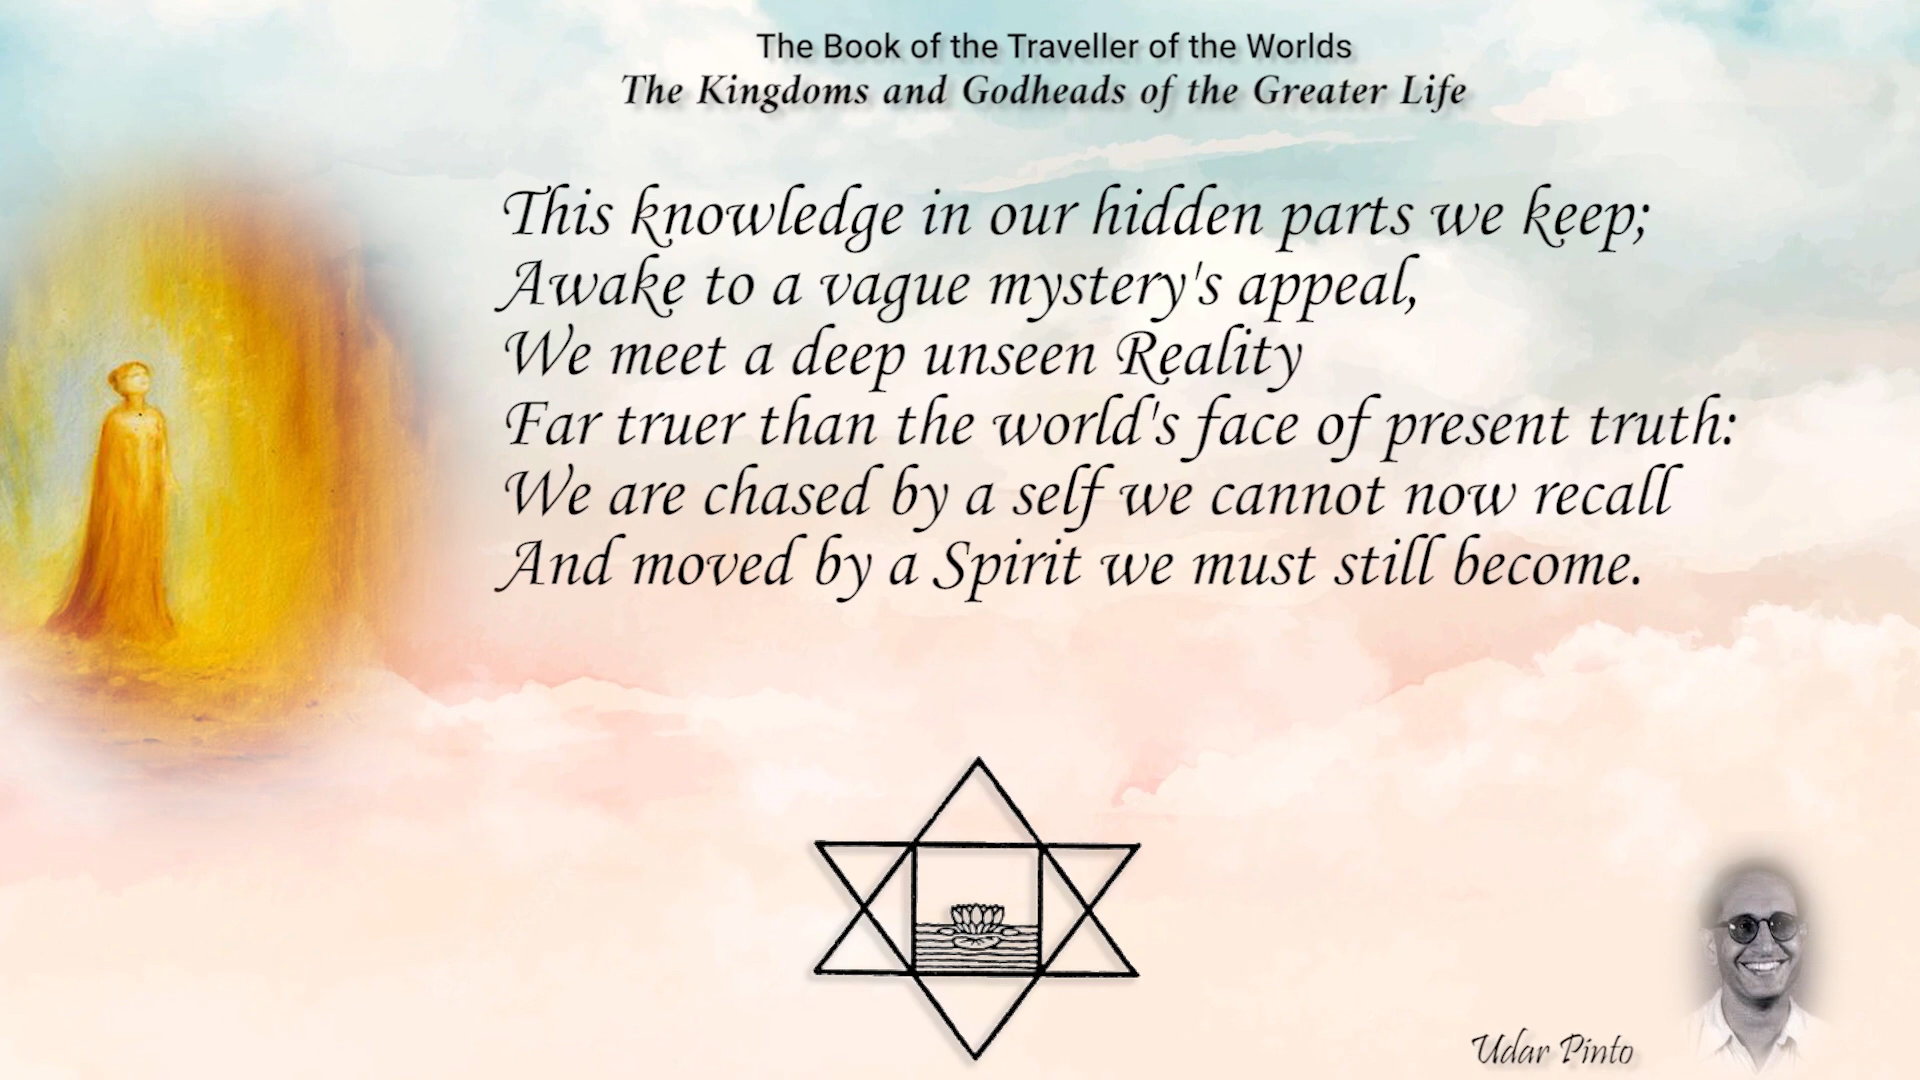 The Book of the Traveller of the Worlds
The Kingdoms and Godheads of the Greater Life
This knowledge in our hidden parts we keep;
Awake to a vague mystery's appeal,
We meet a deep unseen Reality
Far truer than the world's face of present truth:
We are chased by a self we cannot now recall
And moved by a Spirit we must still become.
Udar Pinto